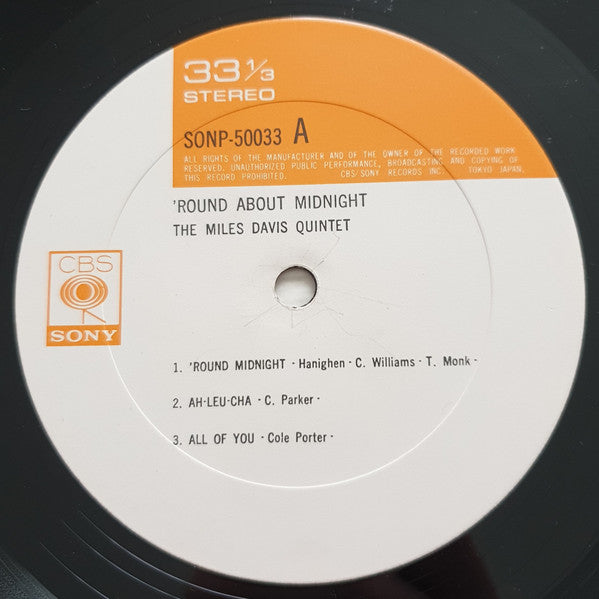 33 1/3
STEREO
SONP-50033 A
ALL RIGHTS OF THE MANUFACTURER AND OF THE OWNER OF THE RECORDED WORK
RESERVED. UNAUTHORIZED PUBLIC PERFORMANCE, BROADCASTING AND COPYING OF
THIS RECORD PROHIBITED. CBS/SONY RECORDS INC. TOKYO JAPAN,
'ROUND ABOUT MIDNIGHT
THE MILES DAVIS QUINTET
CBS
SONY
1. 'ROUND MIDNIGHT · Hanighen · C. Williams · T. Monk ·
2. AH-LEU-CHA · C. Parker ·
3. ALL OF YOU · Cole Porter ·